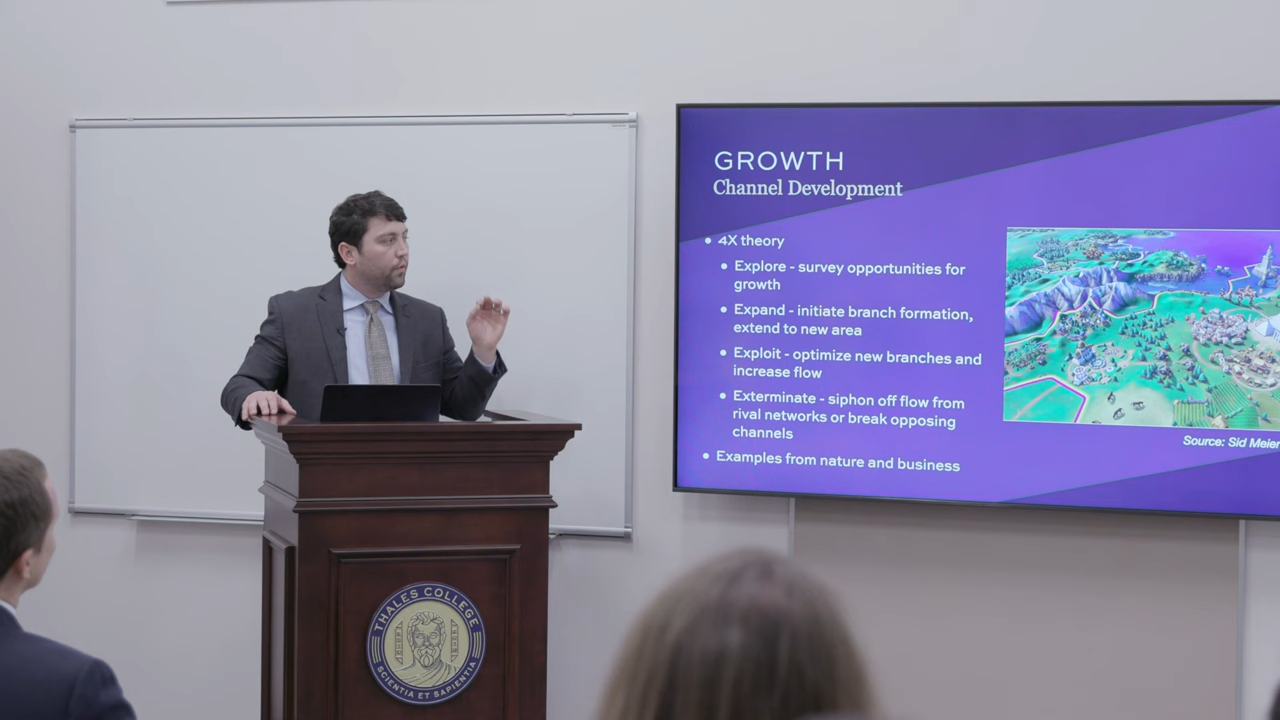 GROWTH
Channel Development
• 4X theory
• Explore - survey opportunities for
growth
• Expand - initiate branch formation,
extend to new area
• Exploit - optimize new branches and
increase flow
• Exterminate - siphon off flow from
rival networks or break opposing
channels
• Examples from nature and business
Source: Sid Meier
THALES COLLEGE
SCIENTIA ET SAPIENTIA